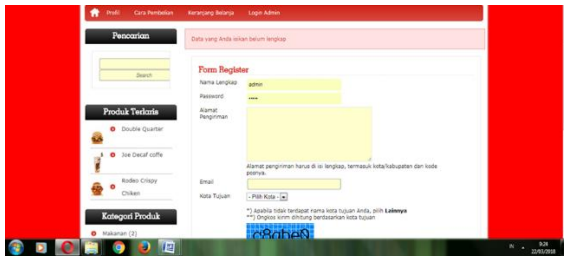 Profil Cara Pembelian Keranjang Belanja Login Admin
Pencarian
Search
Produk Terlaris
Double Quarter
Joe Decaf coffe
Rodeo Crispy
Chiken
Kategori Produk
Makanan (2)
Data yang Anda isikan belum lengkap
Form Register
Nama Lengkap admin
Password ••••
Alamat
Pengiriman
Alamat pengiriman harus di isi lengkap, termasuk kota/kabupaten dan kode
posnya.
Email
Kota Tujuan - Pilih Kota -
*) Apabila tidak terdapat nama kota tujuan Anda, pilih Lainnya
**) Ongkos kirim dihitung berdasarkan kota tujuan
IN 9:26
22/03/2018